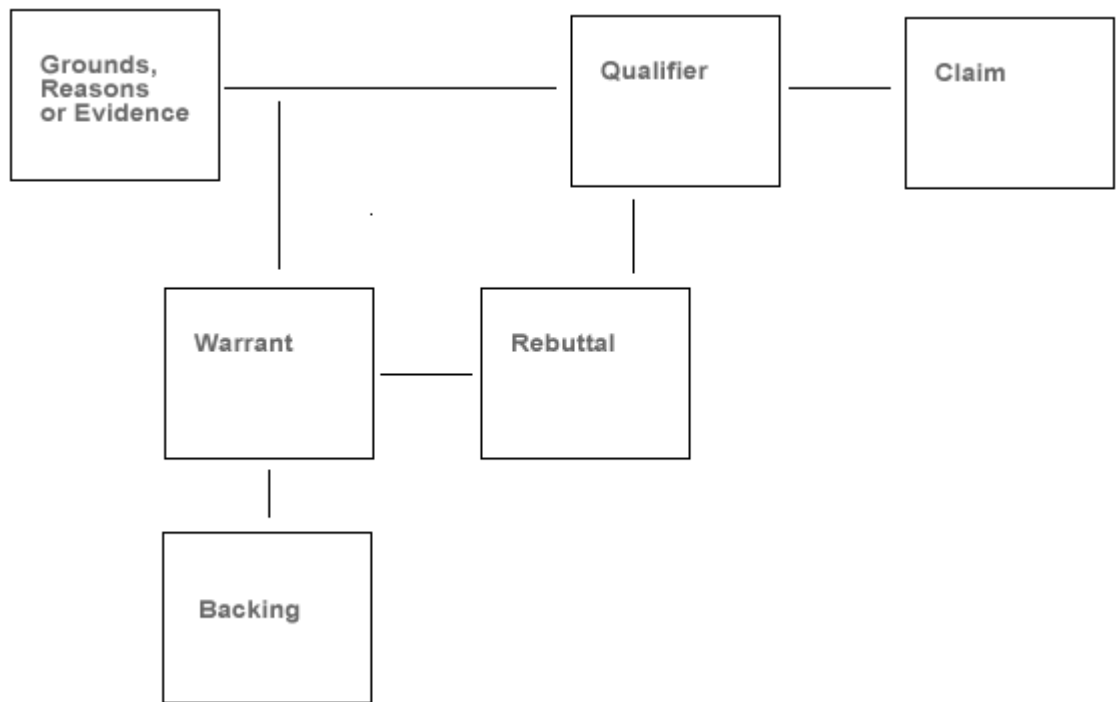 Grounds,
Reasons
or Evidence
Qualifier
Claim
Warrant
Rebuttal
Backing